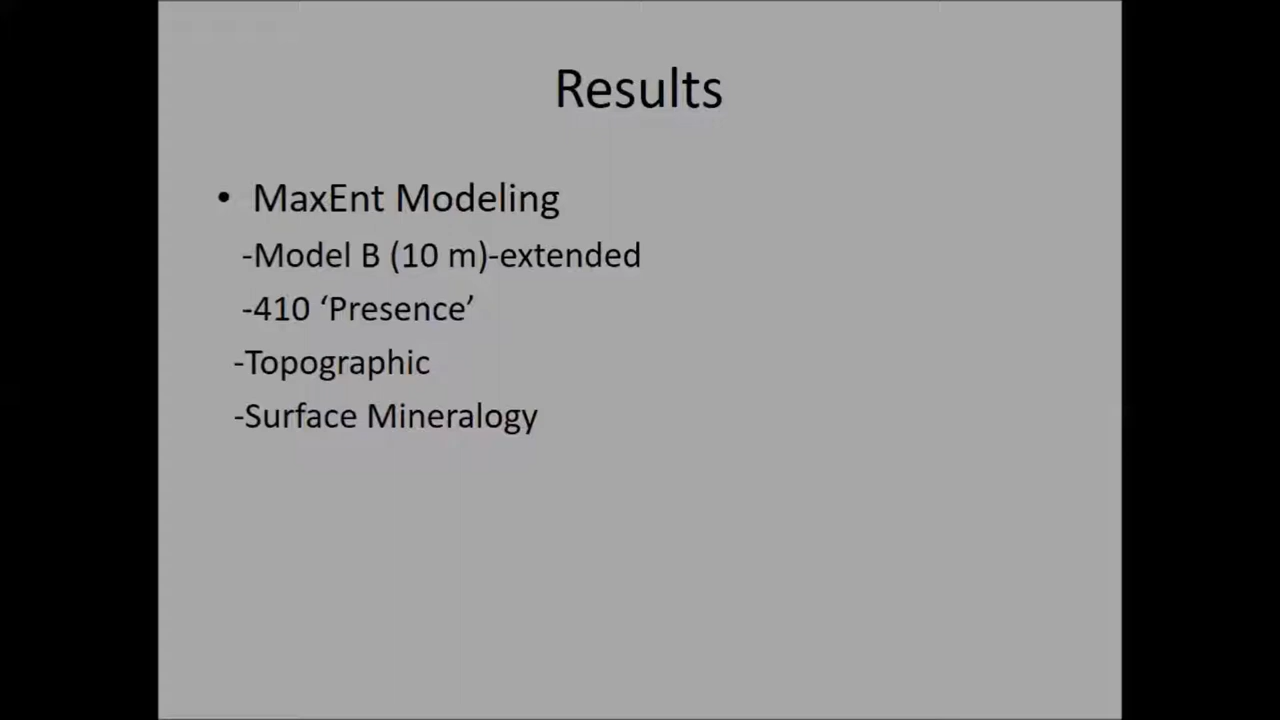 Results
• MaxEnt Modeling
-Model B (10 m)-extended
-410 ‘Presence’
-Topographic
-Surface Mineralogy